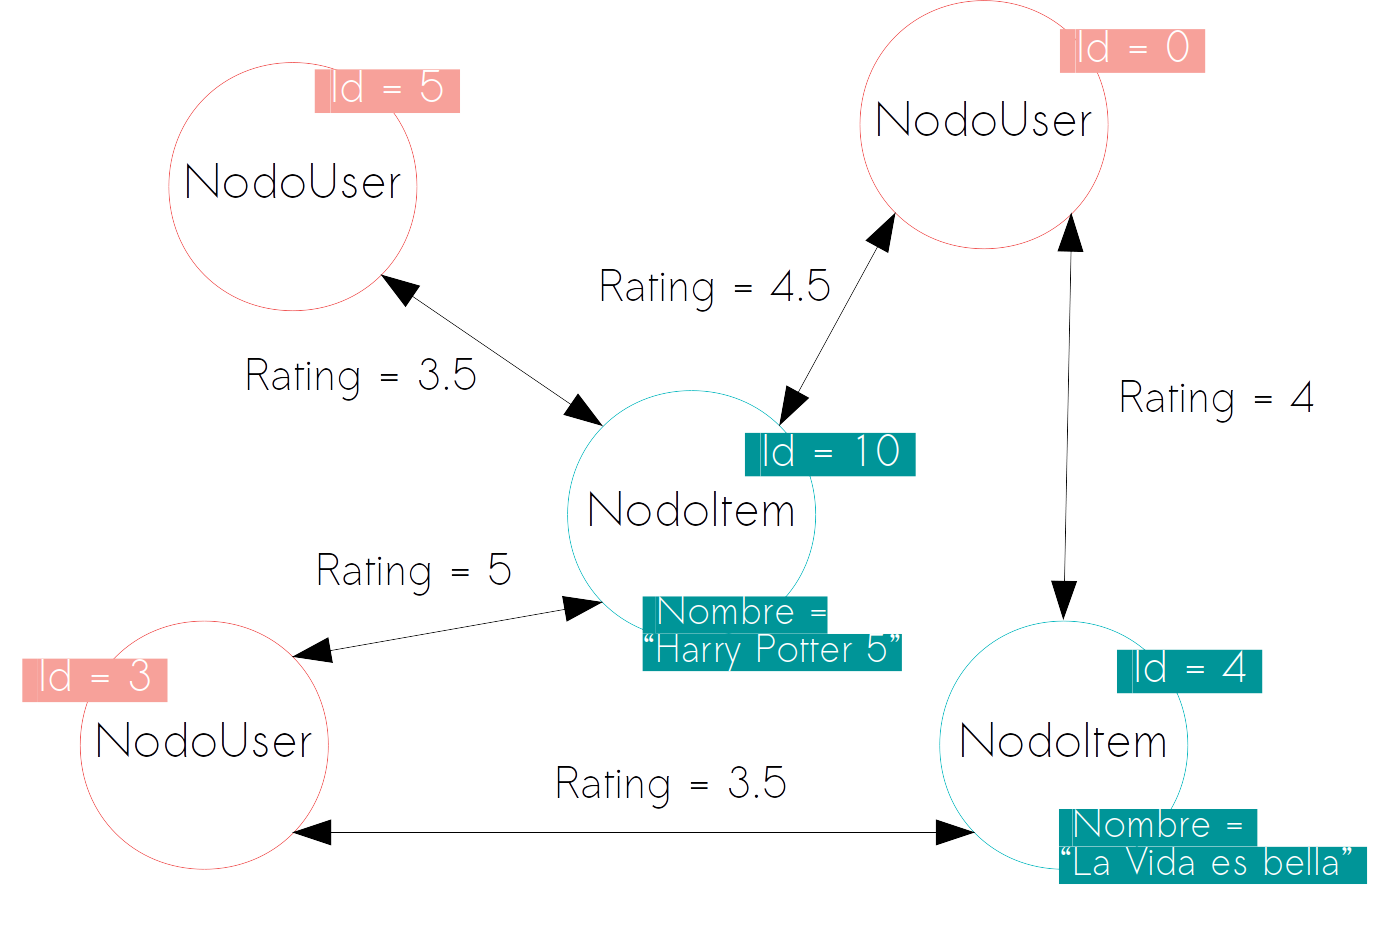 Id = 0
Id = 5
NodoUser
NodoUser
Rating = 4.5
Rating = 3.5
Rating = 4
Id = 10
NodoItem
Rating = 5
Nombre =
“Harry Potter 5”
Id = 3
Id = 4
NodoUser
NodoItem
Rating = 3.5
Nombre =
“La Vida es bella”